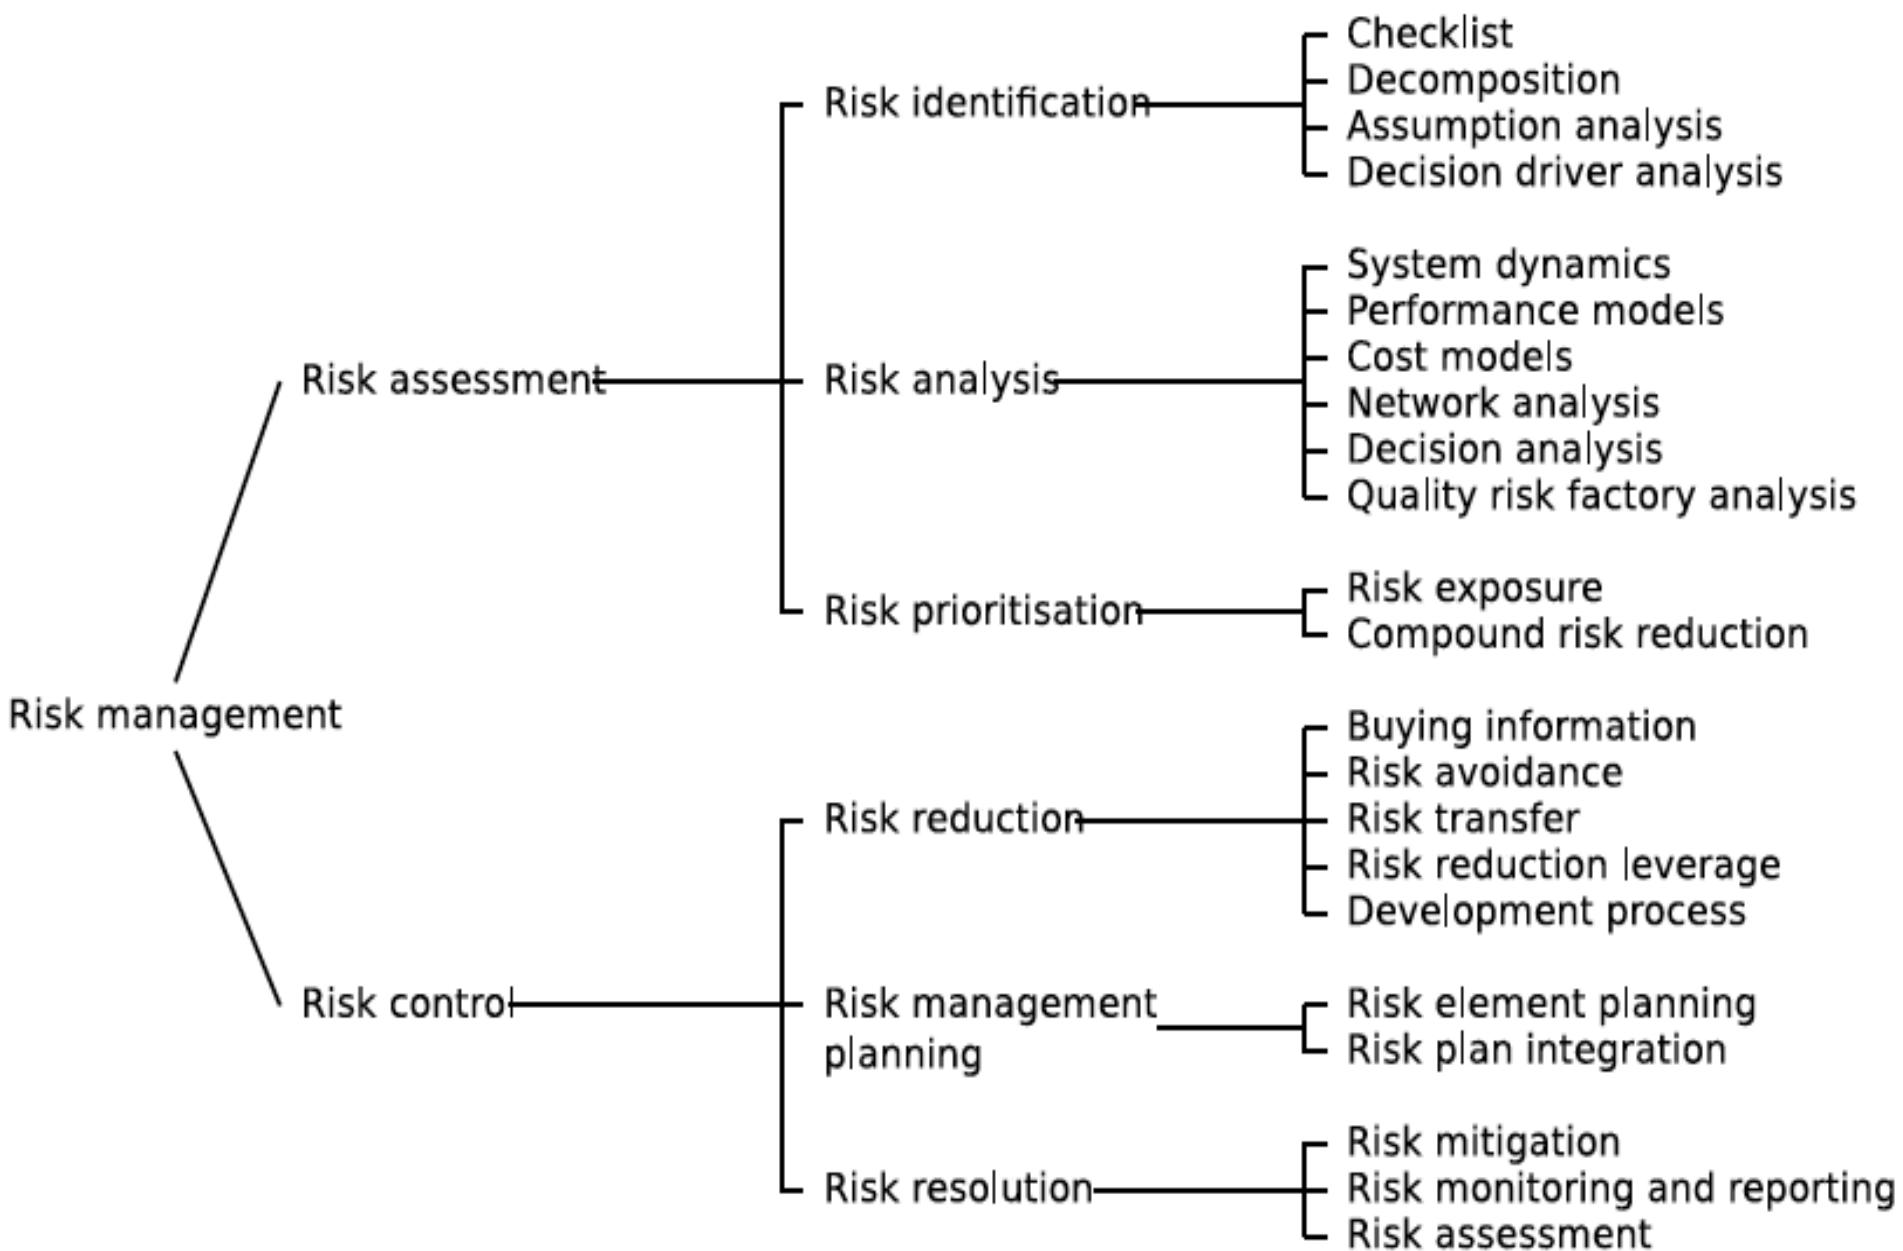 Risk management
Risk assessment
Risk identification
Checklist
Decomposition
Assumption analysis
Decision driver analysis
Risk analysis
System dynamics
Performance models
Cost models
Network analysis
Decision analysis
Quality risk factory analysis
Risk prioritisation
Risk exposure
Compound risk reduction
Risk control
Risk reduction
Buying information
Risk avoidance
Risk transfer
Risk reduction leverage
Development process
Risk management
planning
Risk element planning
Risk plan integration
Risk resolution
Risk mitigation
Risk monitoring and reporting
Risk assessment